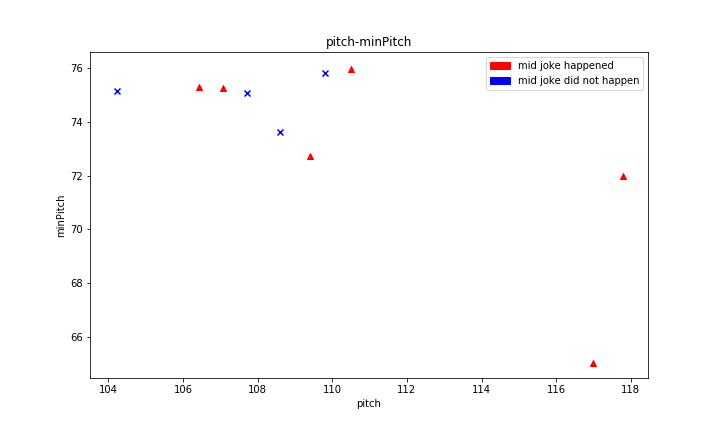 pitch-minPitch
mid joke happened
mid joke did not happen
76
74
72
70
68
66
minPitch
104
106
108
110
112
114
116
118
pitch